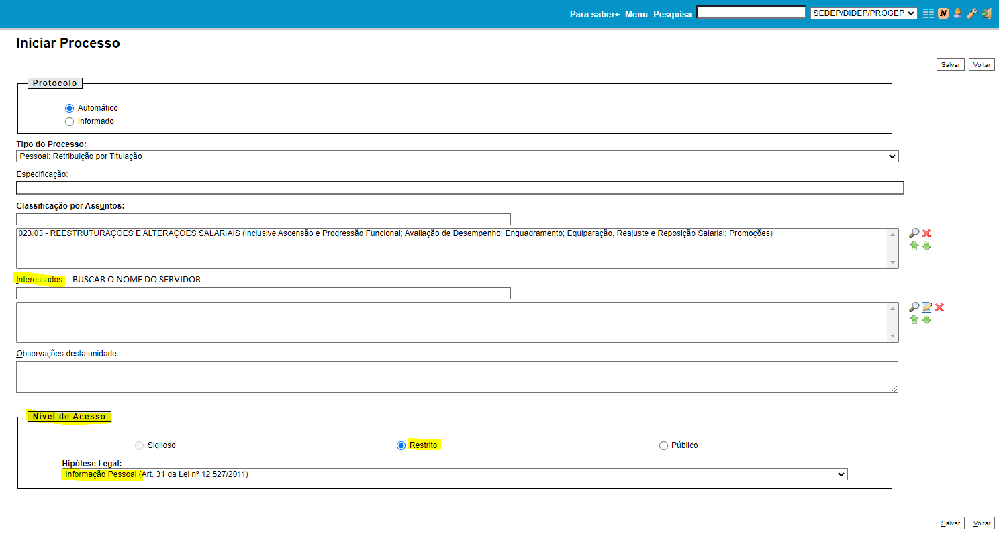 Para saber+ Menu Pesquisa SEDEP/DIDEP/PROGEP N
Iniciar Processo
Salvar Voltar
Protocolo
Automático
Informado
Tipo do Processo:
Pessoal: Retribuição por Titulação
Especificação:
Classificação por Assuntos:
023.03 - REESTRUTURAÇÕES E ALTERAÇÕES SALARIAIS (inclusive Ascensão e Progressão Funcional; Avaliação de Desempenho; Enquadramento; Equiparação, Reajuste e Reposição Salarial; Promoções)
Interessados: BUSCAR O NOME DO SERVIDOR
Observações desta unidade:
Nível de Acesso
Sigiloso Restrito Público
Hipótese Legal:
Informação Pessoal (Art. 31 da Lei nº 12.527/2011)
Salvar Voltar